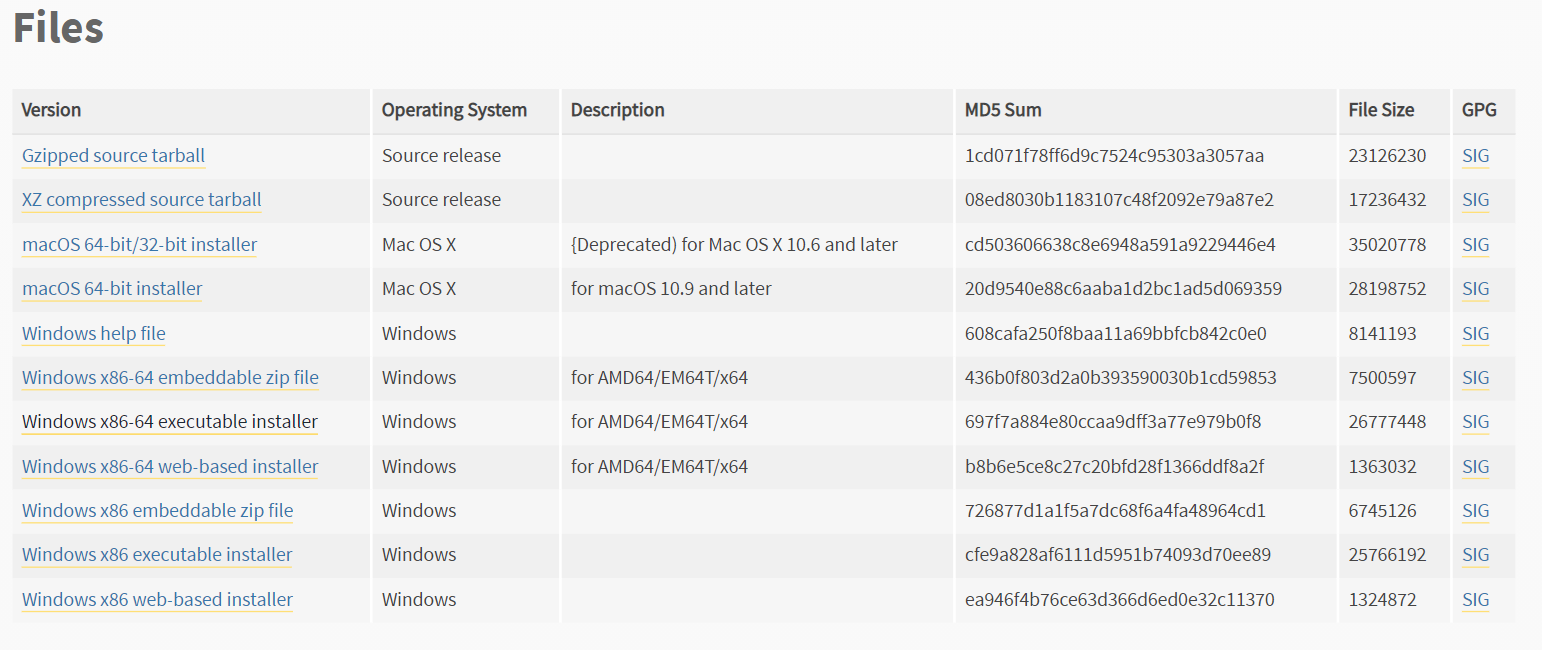 Files
Version Operating System Description MD5 Sum File Size GPG
Gzipped source tarball Source release 1cd071f78ff6d9c7524c95303a3057aa 23126230 SIG
XZ compressed source tarball Source release 08ed8030b1183107c48f2092e79a87e2 17236432 SIG
macOS 64-bit/32-bit installer Mac OS X {Deprecated) for Mac OS X 10.6 and later cd503606638c8e6948a591a9229446e4 35020778 SIG
macOS 64-bit installer Mac OS X for macOS 10.9 and later 20d9540e88c6aaba1d2bc1ad5d069359 28198752 SIG
Windows help file Windows 608cafa250f8baa11a69bbfcb842c0e0 8141193 SIG
Windows x86-64 embeddable zip file Windows for AMD64/EM64T/x64 436b0f803d2a0b393590030b1cd59853 7500597 SIG
Windows x86-64 executable installer Windows for AMD64/EM64T/x64 697f7a884e80ccaa9dff3a77e979b0f8 26777448 SIG
Windows x86-64 web-based installer Windows for AMD64/EM64T/x64 b8b6e5ce8c27c20bfd28f1366ddf8a2f 1363032 SIG
Windows x86 embeddable zip file Windows 726877d1a1f5a7dc68f6a4fa48964cd1 6745126 SIG
Windows x86 executable installer Windows cfe9a828af6111d5951b74093d70ee89 25766192 SIG
Windows x86 web-based installer Windows ea946f4b76ce63d366d6ed0e32c11370 1324872 SIG